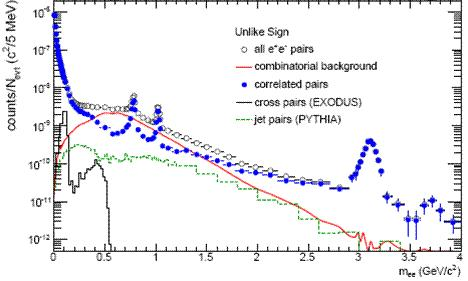 counts/N_evt (c²/5 MeV)
10⁻⁵
10⁻⁶
10⁻⁷
10⁻⁸
10⁻⁹
10⁻¹⁰
10⁻¹¹
10⁻¹²
Unlike Sign
all e⁺e⁻ pairs
combinatorial background
correlated pairs
cross pairs (EXODUS)
jet pairs (PYTHIA)
0 0.5 1 1.5 2 2.5 3 3.5 4
m_ee (GeV/c²)